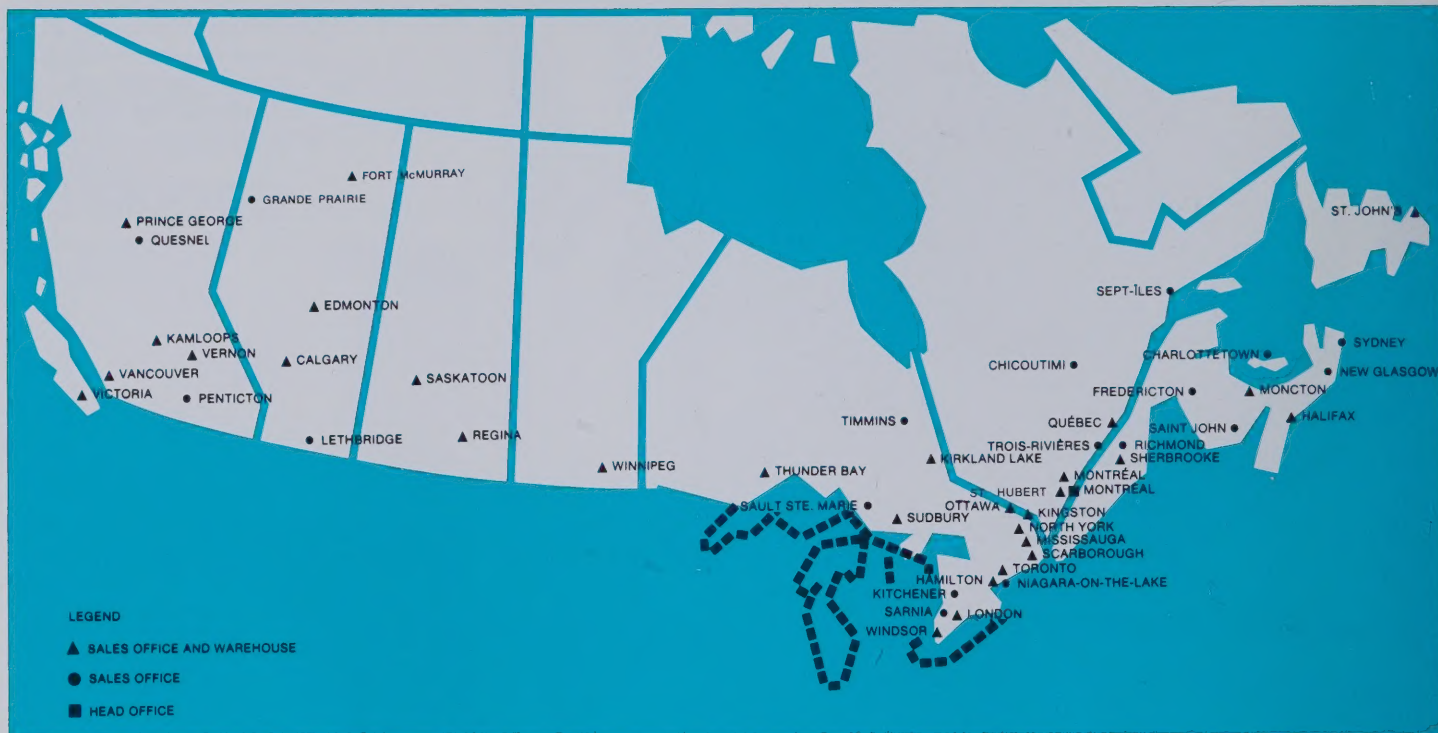 FORT McMURRAY
GRANDE PRAIRIE
PRINCE GEORGE
QUESNEL
ST. JOHN'S
SEPT-ÎLES
EDMONTON
KAMLOOPS
VERNON
CALGARY
VANCOUVER
VICTORIA
PENTICTON
SASKATOON
LETHBRIDGE
REGINA
WINNIPEG
SYDNEY
CHARLOTTETOWN
CHICOUTIMI
NEW GLASGOW
FREDERICTON
MONCTON
HALIFAX
TIMMINS
QUÉBEC
SAINT JOHN
TROIS-RIVIÈRES
RICHMOND
KIRKLAND LAKE
SHERBROOKE
THUNDER BAY
MONTRÉAL
ST. HUBERT
MONTRÉAL
SAULT STE. MARIE
OTTAWA
KINGSTON
SUDBURY
NORTH YORK
MISSISSAUGA
SCARBOROUGH
TORONTO
HAMILTON
NIAGARA-ON-THE-LAKE
KITCHENER
SARNIA
LONDON
WINDSOR
LEGEND
SALES OFFICE AND WAREHOUSE
SALES OFFICE
HEAD OFFICE